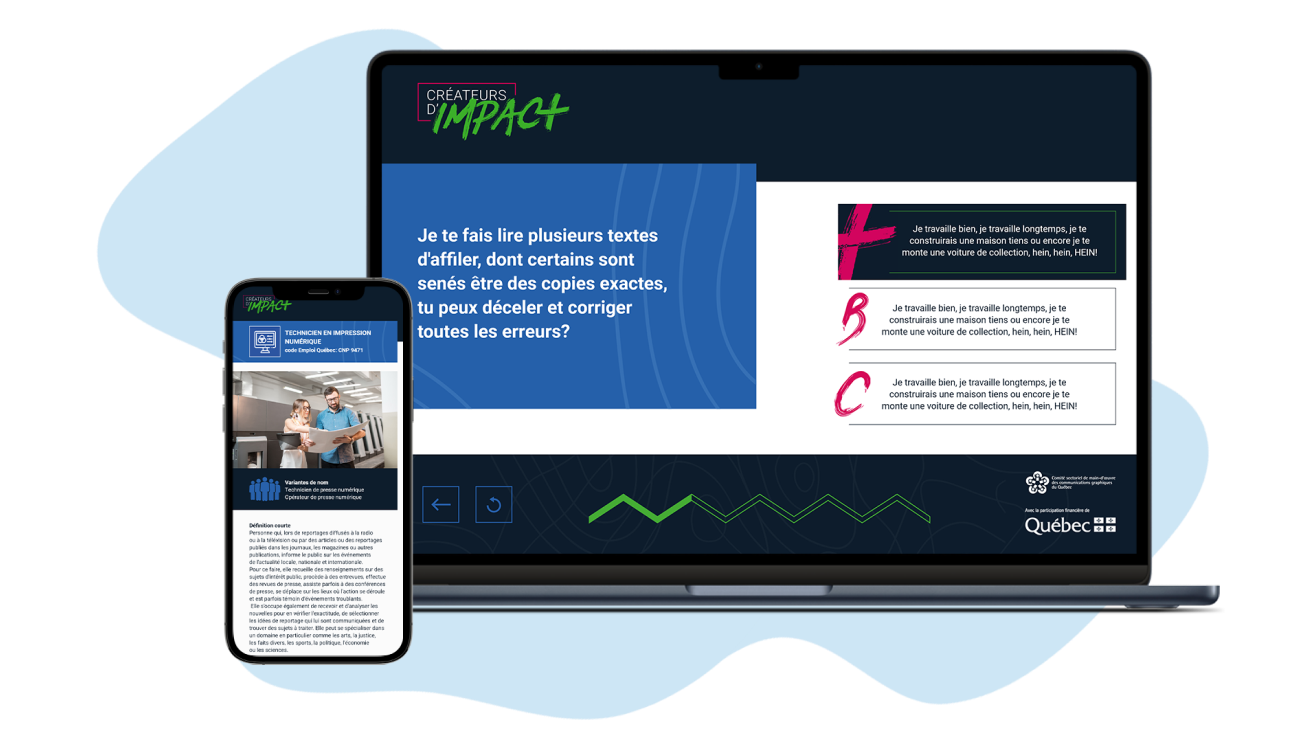 CRÉATEURS
D'IMPACT
Je te fais lire plusieurs textes
d'affiler, dont certains sont
senés être des copies exactes,
tu peux déceler et corriger
toutes les erreurs?
Je travaille bien, je travaille longtemps, je te
construirais une maison tiens ou encore je te
monte une voiture de collection, hein, hein, HEIN!
B
Je travaille bien, je travaille longtemps, je te
construirais une maison tiens ou encore je te
monte une voiture de collection, hein, hein, HEIN!
C
Je travaille bien, je travaille longtemps, je te
construirais une maison tiens ou encore je te
monte une voiture de collection, hein, hein, HEIN!
Comité sectoriel de main-d'œuvre
des communications graphiques
du Québec
Avec la participation financière de
Québec
CRÉATEURS
D'IMPACT
TECHNICIEN EN IMPRESSION
NUMÉRIQUE
code Emploi Québec: CNP 9471
Variantes de nom
Technicien de presse numérique
Opérateur de presse numérique
Définition courte
Personne qui, lors de reportages diffusés à la radio
ou à la télévision ou par des articles ou des reportages
publiés dans les journaux, les magazines ou autres
publications, informe le public sur les événements
de l'actualité locale, nationale et internationale.
Pour ce faire, elle recueille des renseignements sur des
sujets d'intérêt public, procède à des entrevues, effectue
des revues de presse, assiste parfois à des conférences
de presse, se déplace sur les lieux où l'action se déroule
et est parfois témoin d'événements troublants.
Elle s'occupe également de recevoir et d'analyser les
nouvelles pour en vérifier l'exactitude, de sélectionner
les idées de reportage qui lui sont communiquées et de
trouver des sujets à traiter. Elle peut se spécialiser dans
un domaine en particulier comme les arts, la justice,
les faits divers, les sports, la politique, l'économie
ou les sciences.